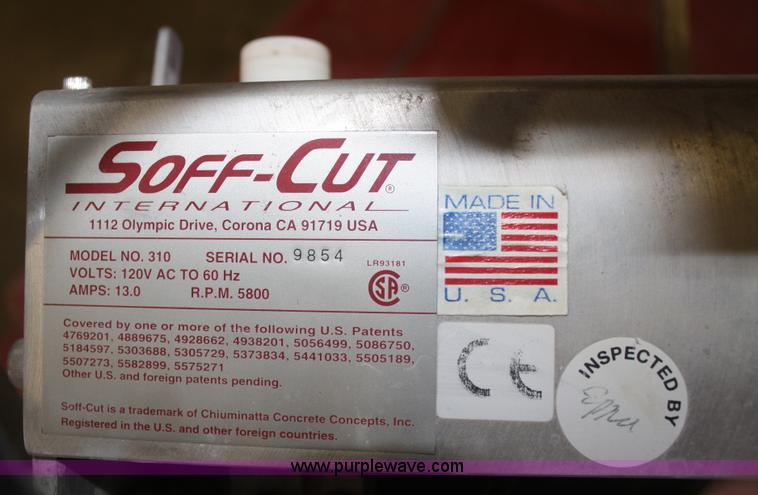 SOFF-CUT®
INTERNATIONAL
1112 Olympic Drive, Corona CA 91719 USA
MODEL NO. 310 SERIAL NO. 9854 LR93181
VOLTS: 120V AC TO 60 Hz
AMPS: 13.0 R.P.M. 5800
SA®
Covered by one or more of the following U.S. Patents
4769201, 4889675, 4928662, 4938201, 5056499, 5086750,
5184597, 5303688, 5305729, 5373834, 5441033, 5505189,
5507273, 5582899, 5575271
Other U.S. and foreign patents pending.
Soff-Cut is a trademark of Chiuminatta Concrete Concepts, Inc.
Registered in the U.S. and other foreign countries.
MADE IN
U. S. A.
CE
INSPECTED BY
www.purplewave.com